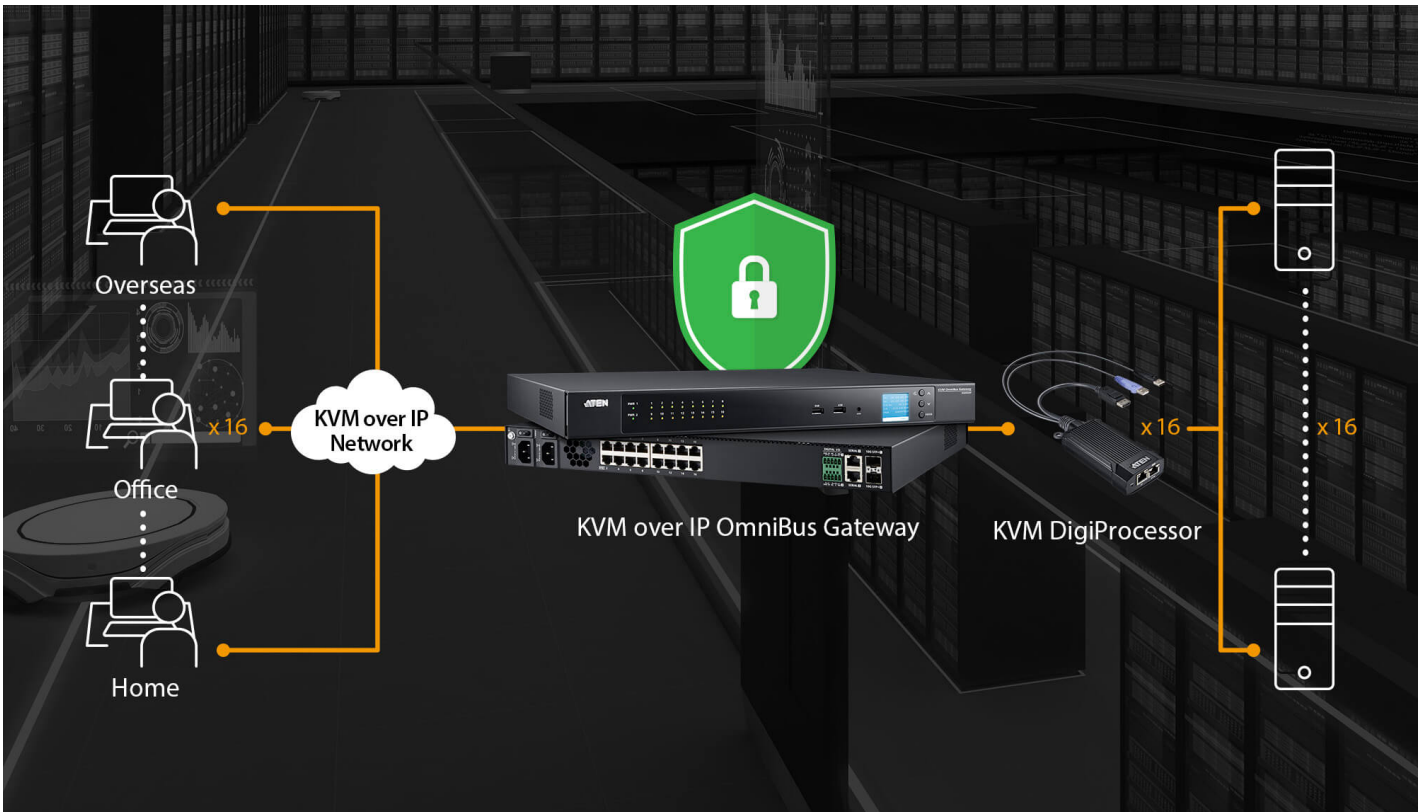 Overseas
x 16
Office
Home
KVM over IP
Network
ATEN
KVM over IP OmniBus Gateway
ATEN
KVM DigiProcessor
x 16
x 16